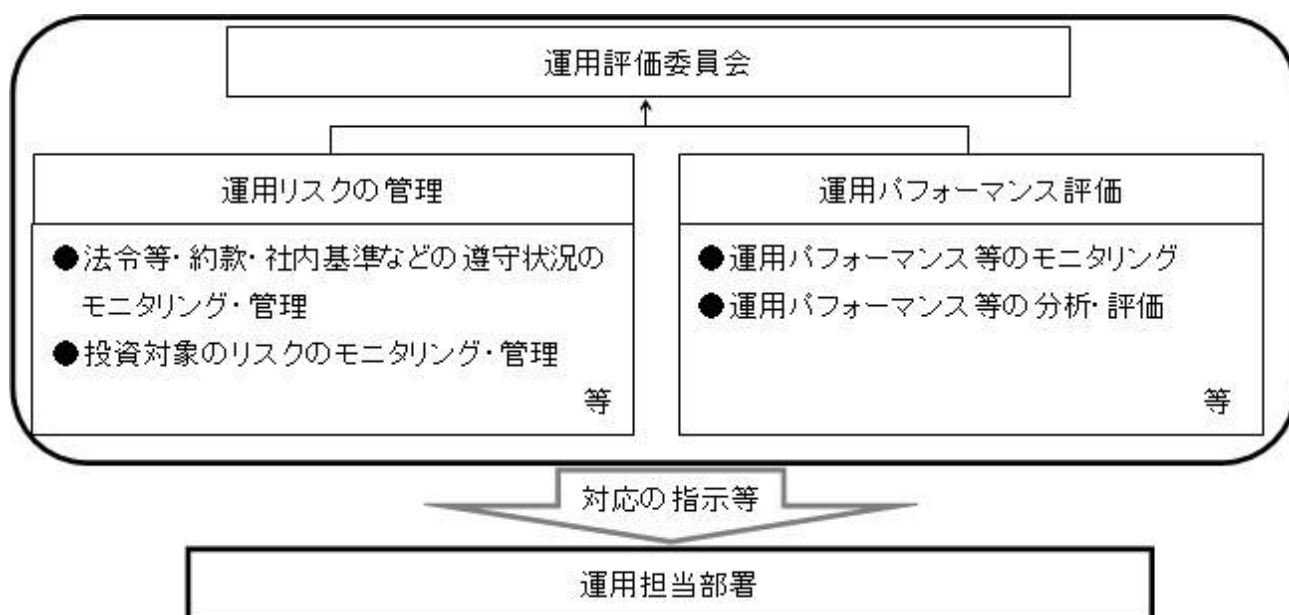 運用評価委員会
運用リスクの管理
●法令等・約款・社内基準などの遵守状況の
モニタリング・管理
●投資対象のリスクのモニタリング・管理
等
運用パフォーマンス評価
●運用パフォーマンス等のモニタリング
●運用パフォーマンス等の分析・評価
等
対応の指示等
運用担当部署